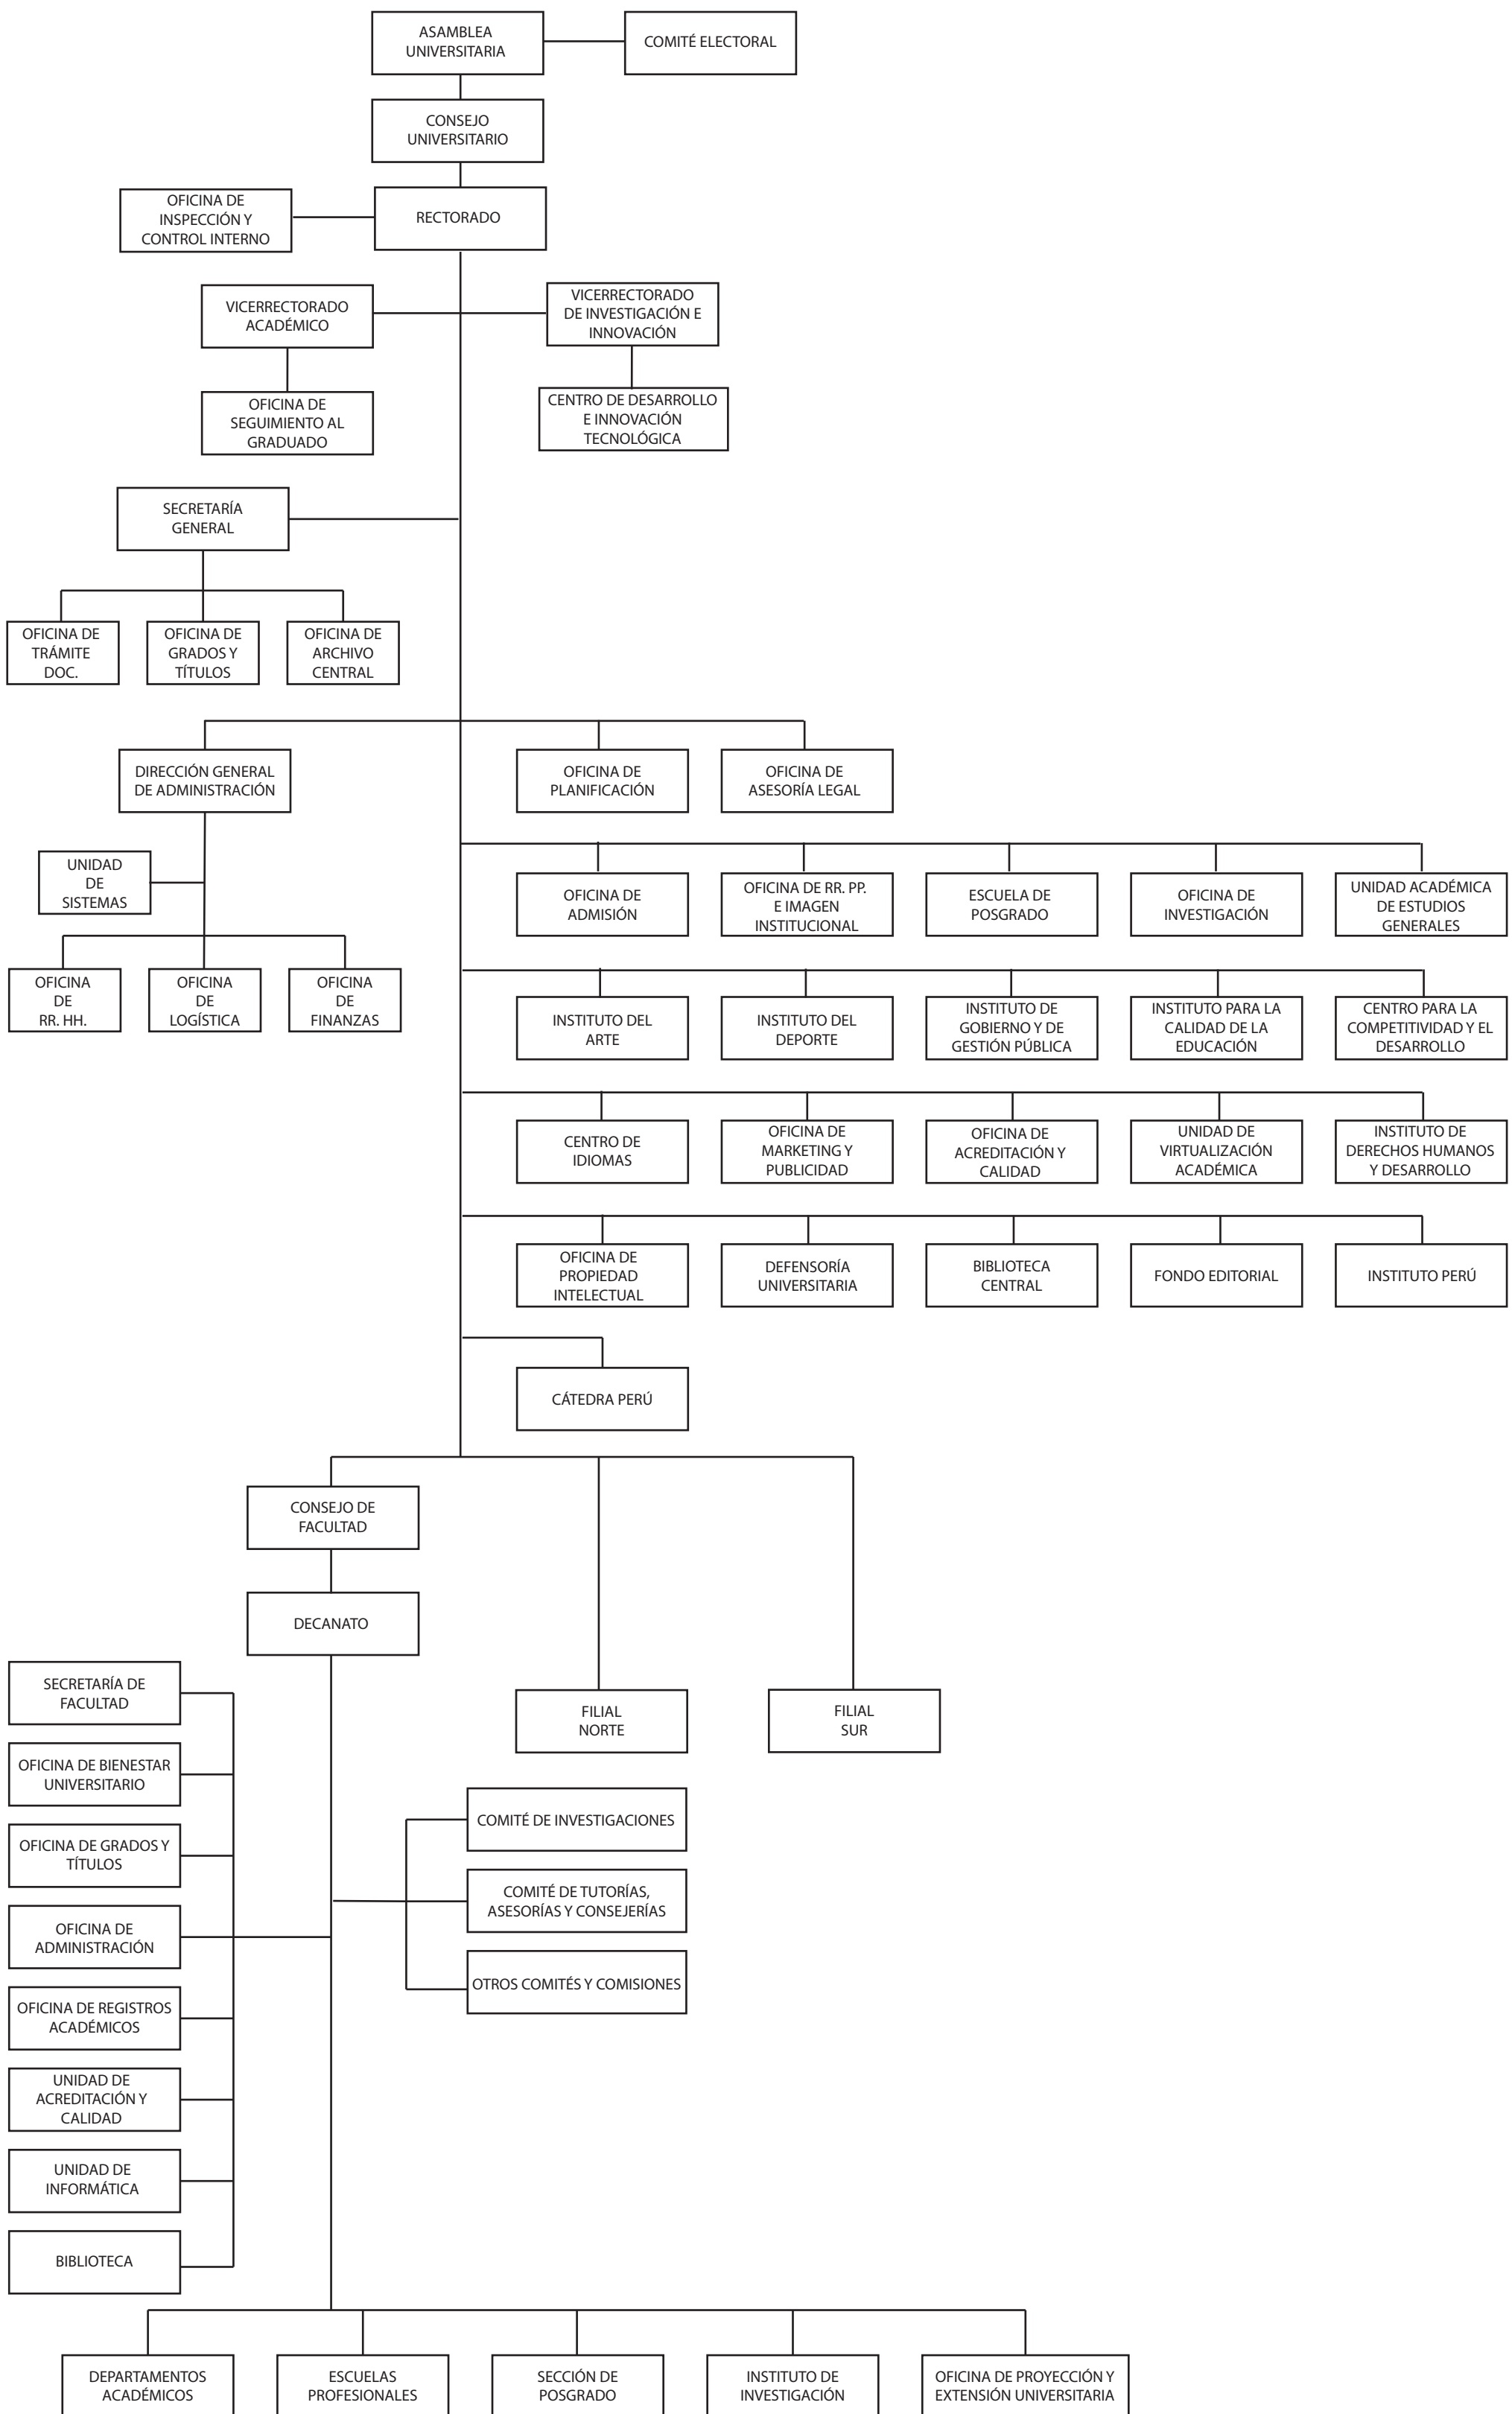 ASAMBLEA
UNIVERSITARIA
COMITÉ ELECTORAL
CONSEJO
UNIVERSITARIO
OFICINA DE
INSPECCIÓN Y
CONTROL INTERNO
RECTORADO
VICERRECTORADO
ACADÉMICO
VICERRECTORADO
DE INVESTIGACIÓN E
INNOVACIÓN
OFICINA DE
SEGUIMIENTO AL
GRADUADO
CENTRO DE DESARROLLO
E INNOVACIÓN
TECNOLÓGICA
SECRETARÍA
GENERAL
OFICINA DE
TRÁMITE
DOC.
OFICINA DE
GRADOS Y
TÍTULOS
OFICINA DE
ARCHIVO
CENTRAL
DIRECCIÓN GENERAL
DE ADMINISTRACIÓN
OFICINA DE
PLANIFICACIÓN
OFICINA DE
ASESORÍA LEGAL
UNIDAD
DE
SISTEMAS
OFICINA
DE
RR. HH.
OFICINA
DE
LOGÍSTICA
OFICINA
DE
FINANZAS
OFICINA DE
ADMISIÓN
OFICINA DE RR. PP.
E IMAGEN
INSTITUCIONAL
ESCUELA DE
POSGRADO
OFICINA DE
INVESTIGACIÓN
UNIDAD ACADÉMICA
DE ESTUDIOS
GENERALES
INSTITUTO DEL
ARTE
INSTITUTO DEL
DEPORTE
INSTITUTO DE
GOBIERNO Y DE
GESTIÓN PÚBLICA
INSTITUTO PARA LA
CALIDAD DE LA
EDUCACIÓN
CENTRO PARA LA
COMPETITIVIDAD Y EL
DESARROLLO
CENTRO DE
IDIOMAS
OFICINA DE
MARKETING Y
PUBLICIDAD
OFICINA DE
ACREDITACIÓN Y
CALIDAD
UNIDAD DE
VIRTUALIZACIÓN
ACADÉMICA
INSTITUTO DE
DERECHOS HUMANOS
Y DESARROLLO
OFICINA DE
PROPIEDAD
INTELECTUAL
DEFENSORÍA
UNIVERSITARIA
BIBLIOTECA
CENTRAL
FONDO EDITORIAL
INSTITUTO PERÚ
CÁTEDRA PERÚ
CONSEJO DE
FACULTAD
DECANATO
FILIAL
NORTE
FILIAL
SUR
SECRETARÍA DE
FACULTAD
OFICINA DE BIENESTAR
UNIVERSITARIO
OFICINA DE GRADOS Y
TÍTULOS
OFICINA DE
ADMINISTRACIÓN
OFICINA DE REGISTROS
ACADÉMICOS
UNIDAD DE
ACREDITACIÓN Y
CALIDAD
UNIDAD DE
INFORMÁTICA
BIBLIOTECA
COMITÉ DE INVESTIGACIONES
COMITÉ DE TUTORÍAS,
ASESORÍAS Y CONSEJERÍAS
OTROS COMITÉS Y COMISIONES
DEPARTAMENTOS
ACADÉMICOS
ESCUELAS
PROFESIONALES
SECCIÓN DE
POSGRADO
INSTITUTO DE
INVESTIGACIÓN
OFICINA DE PROYECCIÓN Y
EXTENSIÓN UNIVERSITARIA